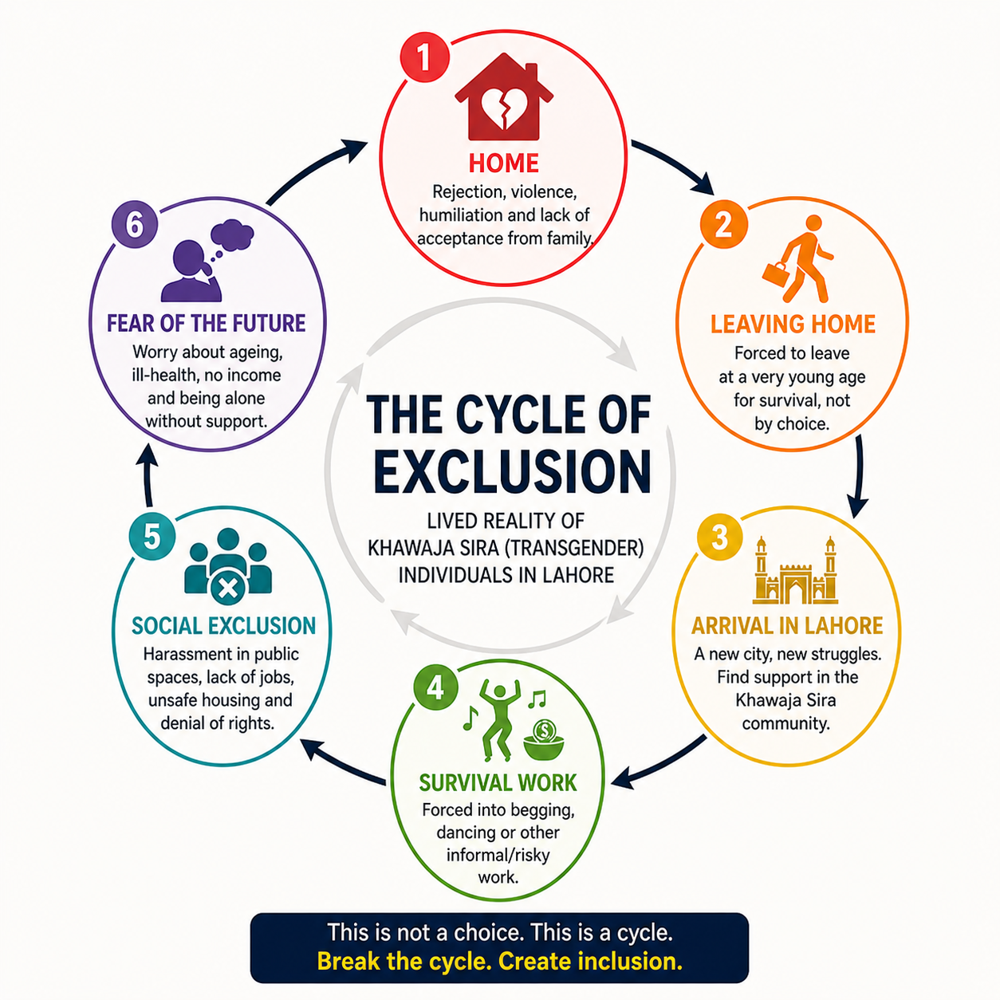 1
HOME
Rejection, violence,
humiliation and lack of
acceptance from family.
2
LEAVING HOME
Forced to leave
at a very young age
for survival, not
by choice.
3
ARRIVAL IN LAHORE
A new city, new struggles.
Find support in the
Khawaja Sira
community.
4
$
SURVIVAL WORK
Forced into begging,
dancing or other
informal/risky
work.
5
SOCIAL EXCLUSION
Harassment in public
spaces, lack of jobs,
unsafe housing and
denial of rights.
6
FEAR OF THE FUTURE
Worry about ageing,
ill-health, no income
and being alone
without support.
THE CYCLE OF
EXCLUSION
LIVED REALITY OF
KHAWAJA SIRA (TRANSGENDER)
INDIVIDUALS IN LAHORE
This is not a choice. This is a cycle.
Break the cycle. Create inclusion.